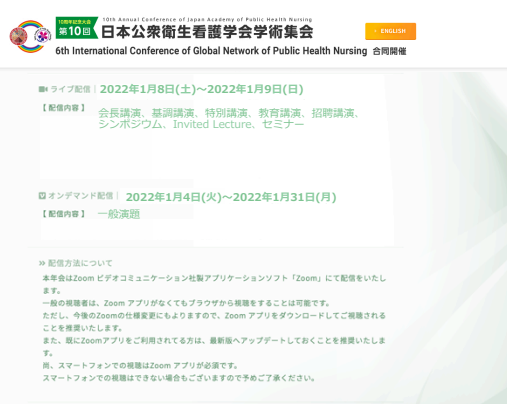 10周年記念大会
第10回
10th Annual Conference of Japan Academy of Public Health Nursing
日本公衆衛生看護学会学術集会
ENGLISH
6th International Conference of Global Network of Public Health Nursing 合同開催
ライブ配信｜2022年1月8日(土)〜2022年1月9日(日)
【配信内容】 会長講演、基調講演、特別講演、教育講演、招聘講演、
シンポジウム、Invited Lecture、セミナー
オンデマンド配信｜2022年1月4日(火)〜2022年1月31日(月)
【配信内容】 一般演題
配信方法について
本年会はZoom ビデオコミュニケーション社製アプリケーションソフト「Zoom」にて配信をいたし
ます。
一般の視聴者は、Zoom アプリがなくてもブラウザから視聴をすることは可能です。
ただし、今後のZoomの仕様変更にもよりますので、Zoom アプリをダウンロードしてご視聴される
ことを推奨いたします。
また、既にZoomアプリをご利用されてる方は、最新版へアップデートしておくことを推奨いたしま
す。
尚、スマートフォンでの視聴はZoom アプリが必須です。
スマートフォンでの視聴はできない場合もございますので予めご了承ください。